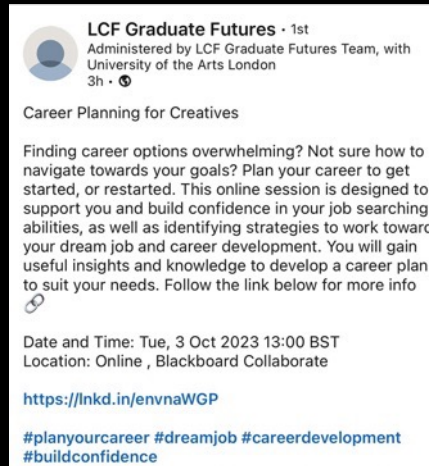 LCF Graduate Futures · 1st
Administered by LCF Graduate Futures Team, with
University of the Arts London
3h ·
Career Planning for Creatives
Finding career options overwhelming? Not sure how to
navigate towards your goals? Plan your career to get
started, or restarted. This online session is designed to
support you and build confidence in your job searching
abilities, as well as identifying strategies to work toward
your dream job and career development. You will gain
useful insights and knowledge to develop a career plan
to suit your needs. Follow the link below for more info
Date and Time: Tue, 3 Oct 2023 13:00 BST
Location: Online , Blackboard Collaborate
https://lnkd.in/envnaWGP
#planyourcareer #dreamjob #careerdevelopment
#buildconfidence